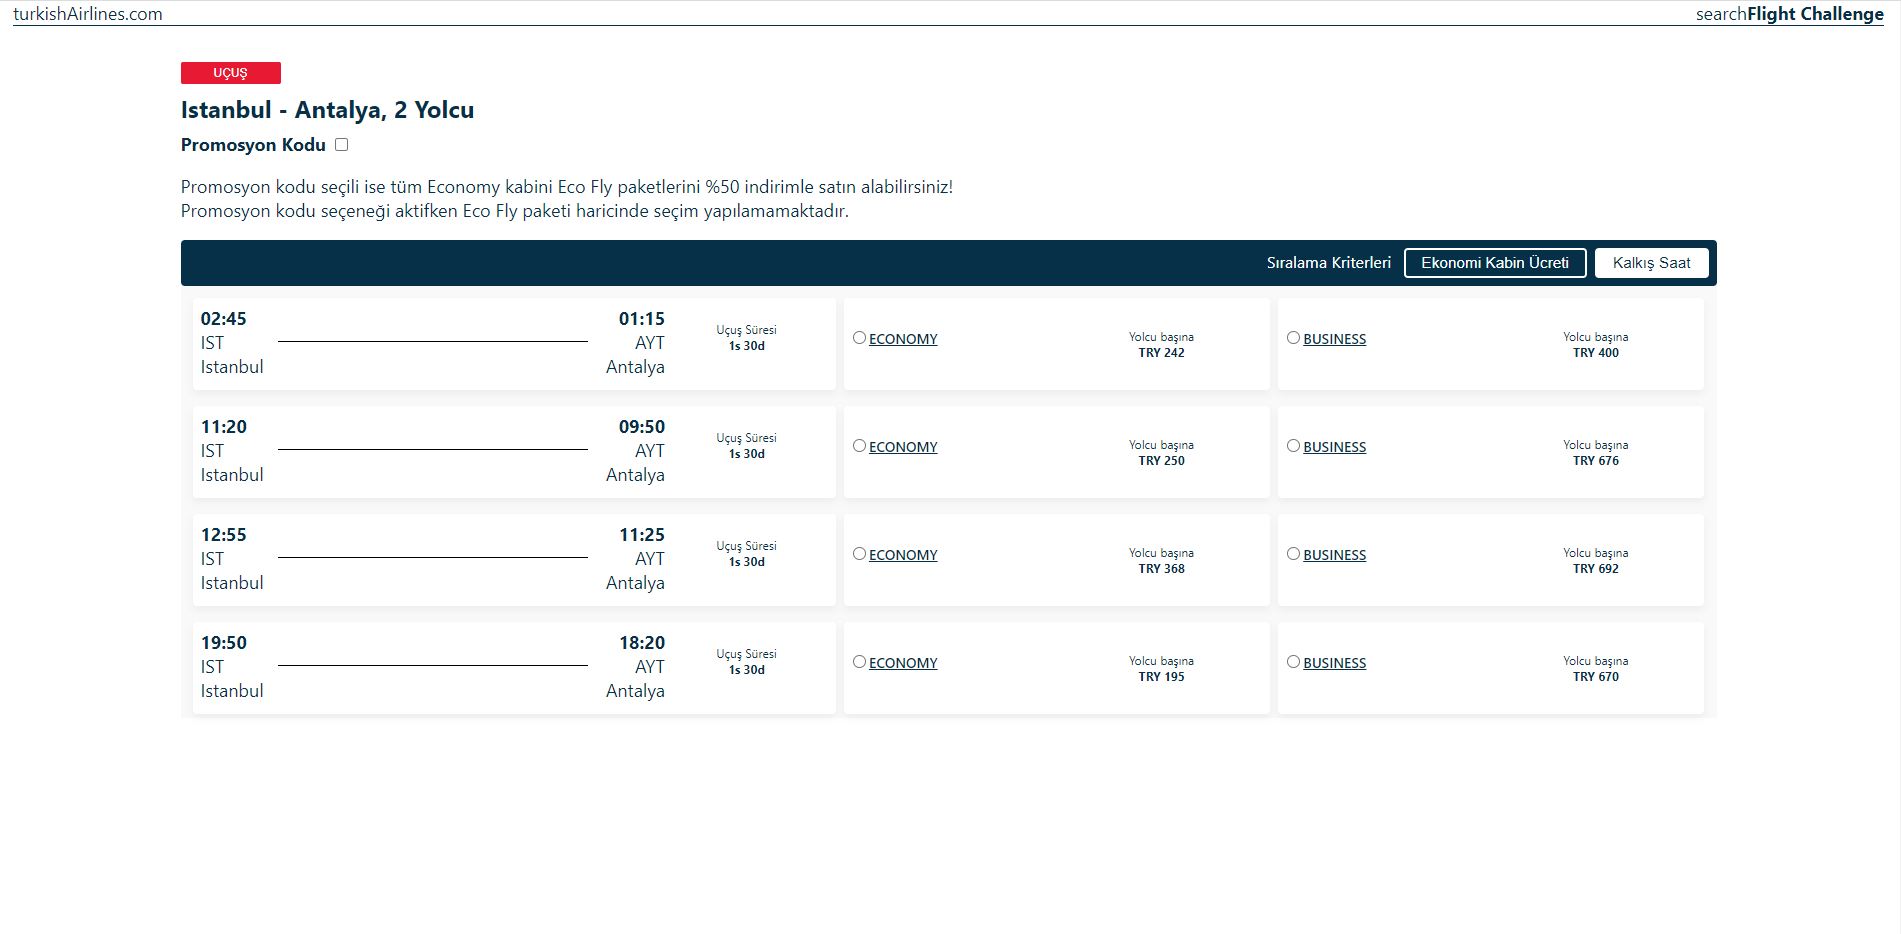 turkishAirlines.com
searchFlight Challenge
UÇUŞ
Istanbul - Antalya, 2 Yolcu
Promosyon Kodu
Promosyon kodu seçili ise tüm Economy kabini Eco Fly paketlerini %50 indirimle satın alabilirsiniz!
Promosyon kodu seçeneği aktifken Eco Fly paketi haricinde seçim yapılamamaktadır.
Sıralama Kriterleri Ekonomi Kabin Ücreti Kalkış Saat
02:45
IST
Istanbul
01:15
AYT
Antalya
Uçuş Süresi
1s 30d
ECONOMY
Yolcu başına
TRY 242
BUSINESS
Yolcu başına
TRY 400
11:20
IST
Istanbul
09:50
AYT
Antalya
Uçuş Süresi
1s 30d
ECONOMY
Yolcu başına
TRY 250
BUSINESS
Yolcu başına
TRY 676
12:55
IST
Istanbul
11:25
AYT
Antalya
Uçuş Süresi
1s 30d
ECONOMY
Yolcu başına
TRY 368
BUSINESS
Yolcu başına
TRY 692
19:50
IST
Istanbul
18:20
AYT
Antalya
Uçuş Süresi
1s 30d
ECONOMY
Yolcu başına
TRY 195
BUSINESS
Yolcu başına
TRY 670